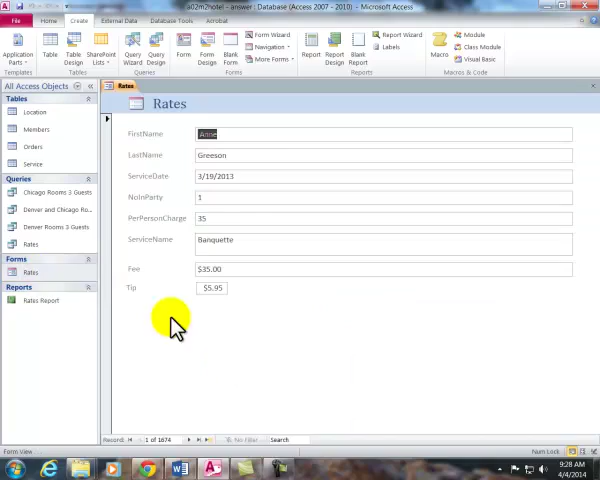 a02m2hotel - answer : Database (Access 2007 - 2010) - Microsoft Access
File Home Create External Data Database Tools Acrobat
Application Parts Table Table Design SharePoint Lists Query Wizard Query Design Form Form Design Blank Form Form Wizard Navigation More Forms Report Report Design Blank Report Report Wizard Labels Macro Module Class Module Visual Basic
Templates Tables Queries Forms Reports Macros & Code
All Access Objects
Rates
Tables
Location
Members
Orders
Service
Queries
Chicago Rooms 3 Guests
Denver and Chicago Ro...
Denver Rooms 3 Guests
Rates
Forms
Rates
Reports
Rates Report
Rates
FirstName Anne
LastName Greeson
ServiceDate 3/19/2013
NoInParty 1
PerPersonCharge 35
ServiceName Banquette
Fee $35.00
Tip $5.95
Record: 1 of 1674 No Filter Search
Form View Num Lock
9:28 AM
4/4/2014